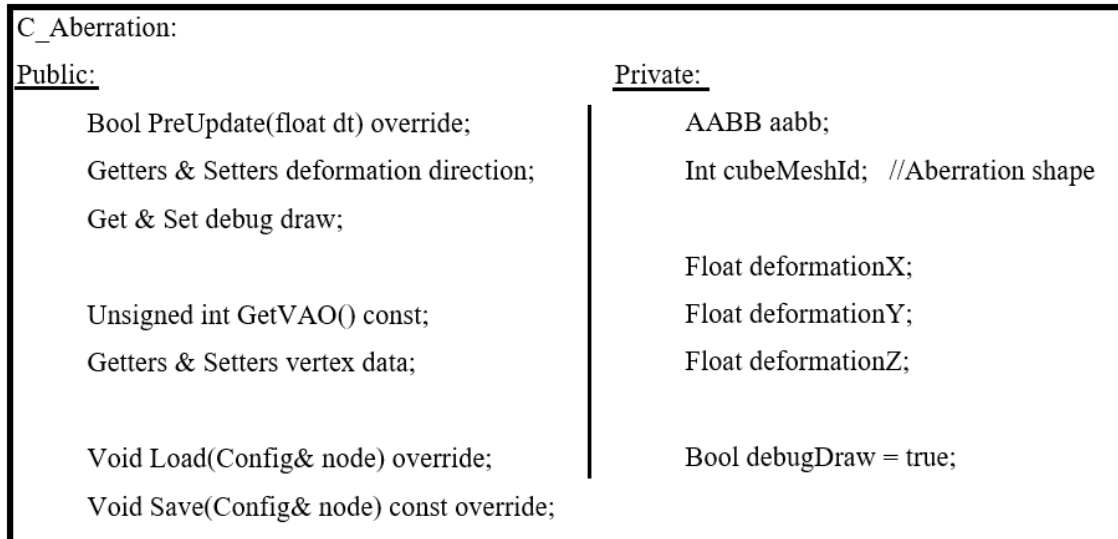 C_Aberration:
Public:
Bool PreUpdate(float dt) override;
Getters & Setters deformation direction;
Get & Set debug draw;
Unsigned int GetVAO() const;
Getters & Setters vertex data;
Void Load(Config& node) override;
Void Save(Config& node) const override;
Private:
AABB aabb;
Int cubeMeshId;   //Aberration shape
Float deformationX;
Float deformationY;
Float deformationZ;
Bool debugDraw = true;